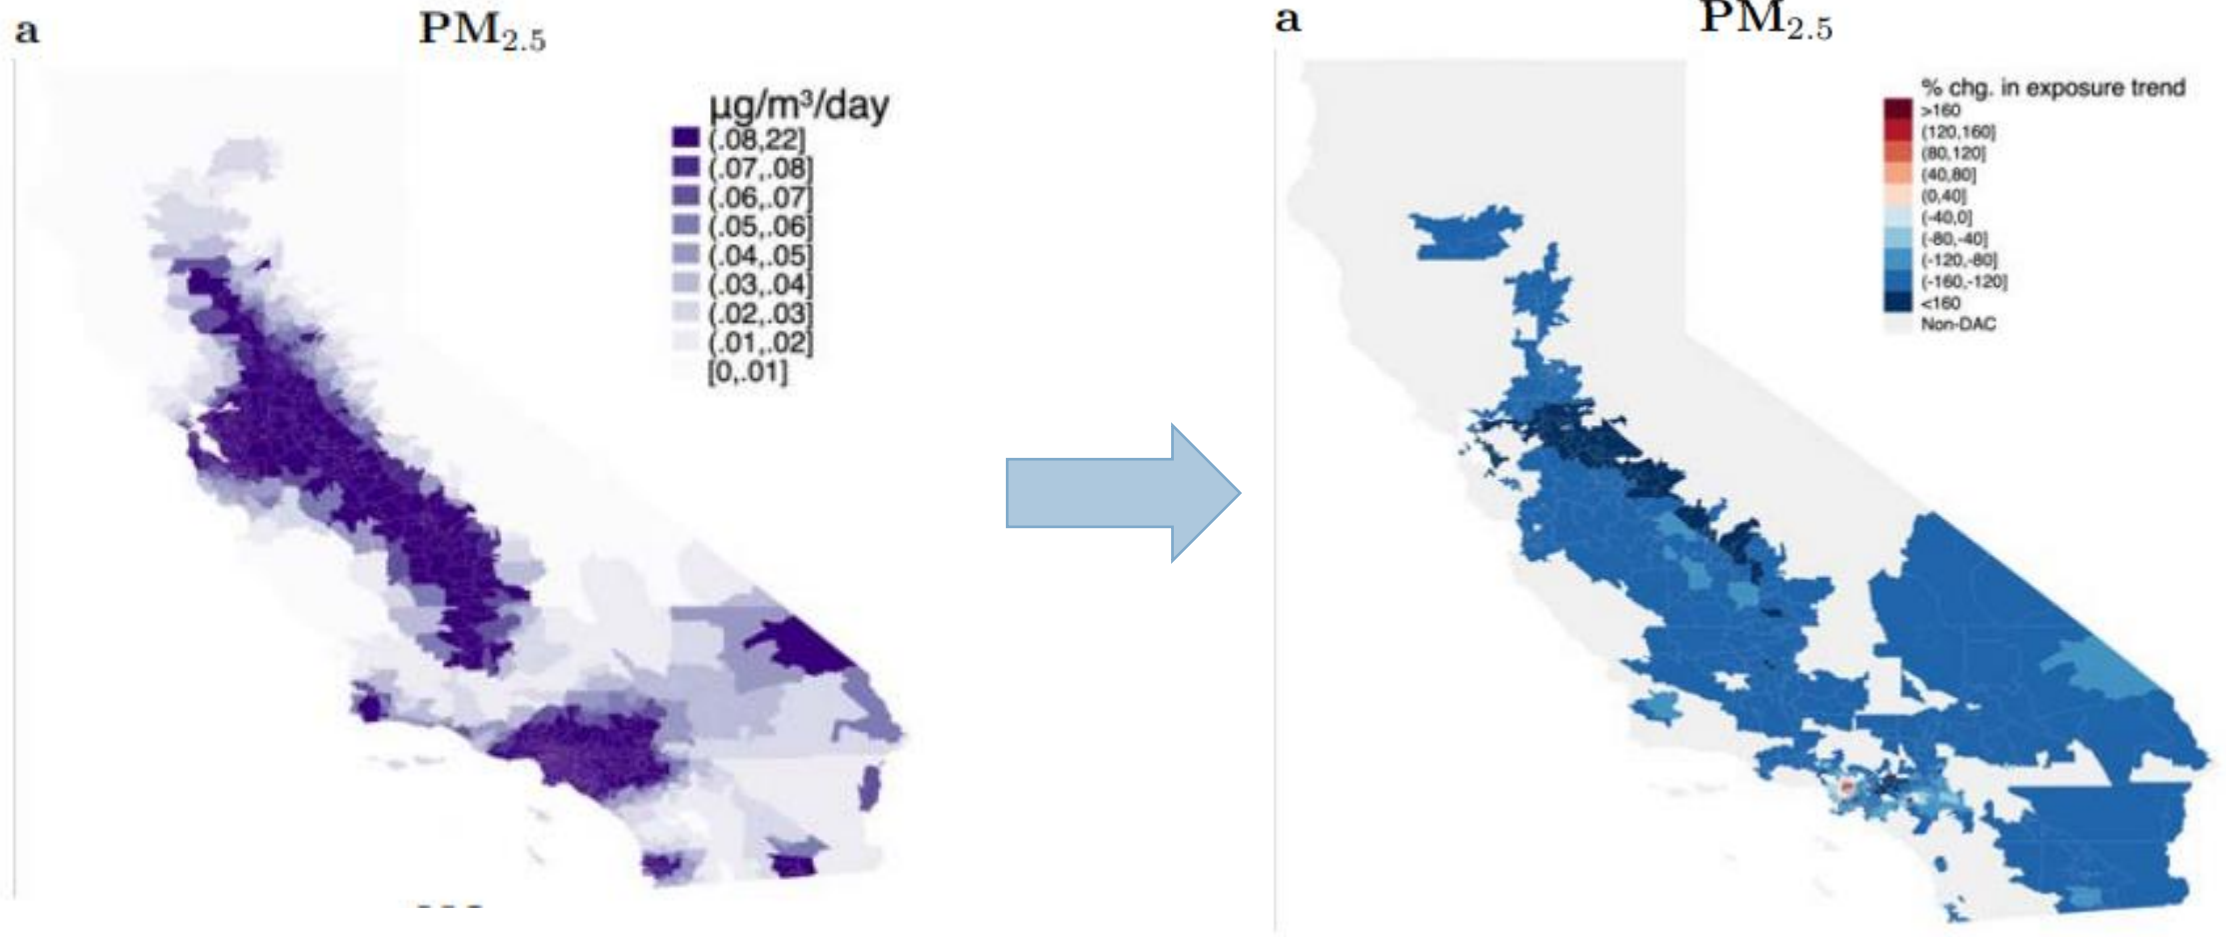 a
PM₂.₅
µg/m³/day
(.08,22]
(.07,.08]
(.06,.07]
(.05,.06]
(.04,.05]
(.03,.04]
(.02,.03]
(.01,.02]
[0,.01]
a
PM₂.₅
% chg. in exposure trend
>160
(120,160]
(80,120]
(40,80]
(0,40]
(-40,0]
(-80,-40]
(-120,-80]
(-160,-120]
<160
Non-DAC